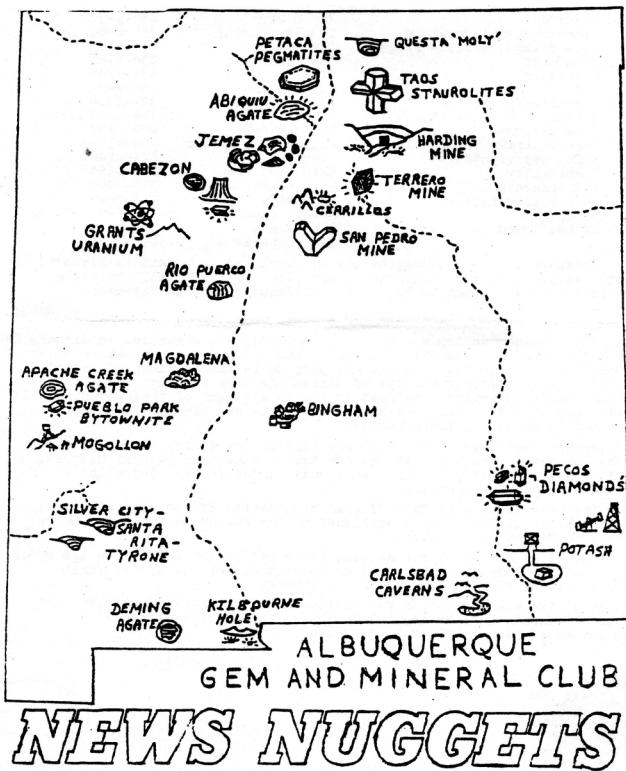 PETACA
PEGMATITES
QUESTA 'MOLY'
TAOS
STAUROLITES
ABIQUIU
AGATE
JEMEZ
HARDING
MINE
CABEZON
TERRERO
MINE
CERRILLOS
GRANTS
URANIUM
SAN PEDRO
MINE
RIO PUERCO
AGATE
MAGDALENA
APACHE CREEK
AGATE
PUEBLO PARK
BYTOWNITE
BINGHAM
MOGOLLON
PECOS
DIAMONDS
SILVER CITY-
SANTA
RITA-
TYRONE
POTASH
CARLSBAD
CAVERNS
DEMING
AGATE
KILBOURNE
HOLE
ALBUQUERQUE
GEM AND MINERAL CLUB
NEWS NUGGETS